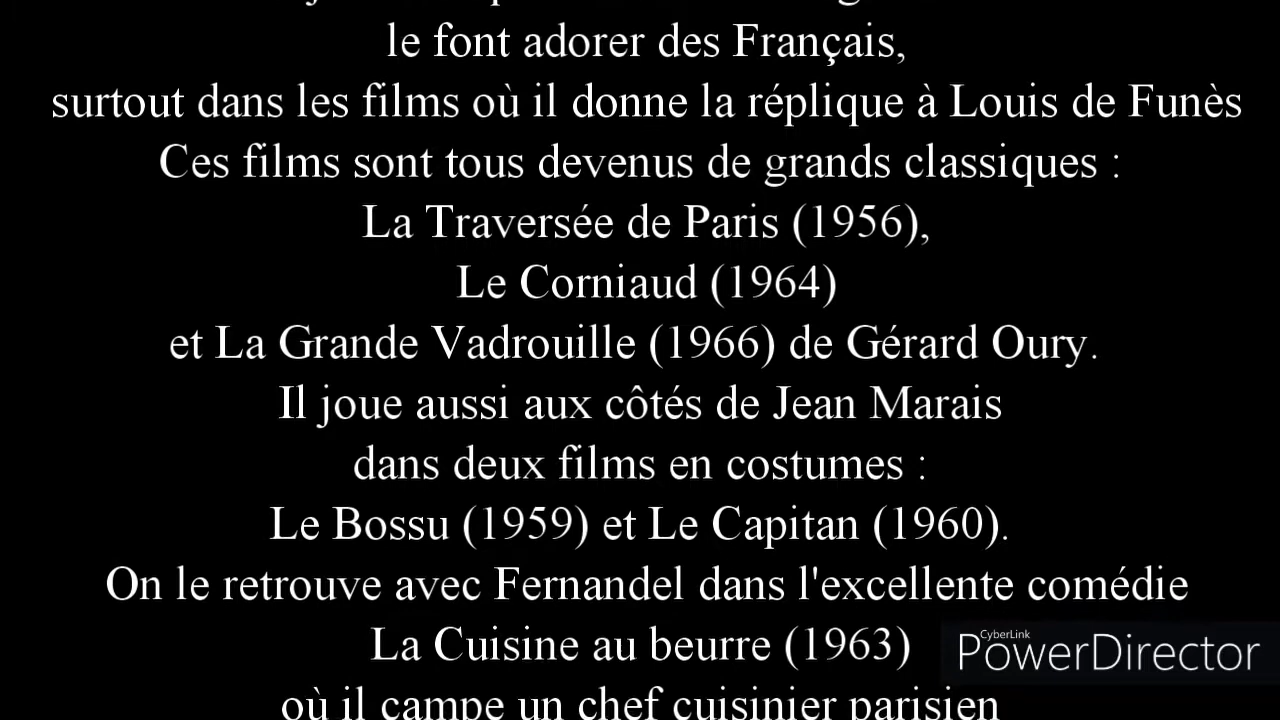 le font adorer des Français,
surtout dans les films où il donne la réplique à Louis de Funès
Ces films sont tous devenus de grands classiques :
La Traversée de Paris (1956),
Le Corniaud (1964)
et La Grande Vadrouille (1966) de Gérard Oury.
Il joue aussi aux côtés de Jean Marais
dans deux films en costumes :
Le Bossu (1959) et Le Capitan (1960).
On le retrouve avec Fernandel dans l'excellente comédie
La Cuisine au beurre (1963)
CyberLink
PowerDirector
où il campe un chef cuisinier parisien